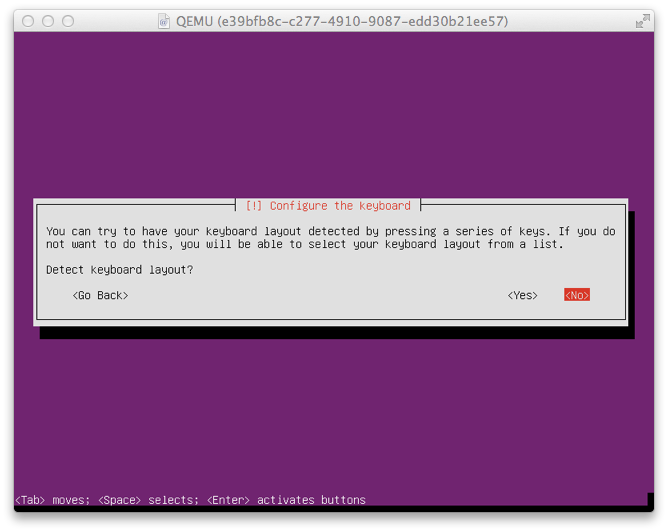 QEMU (e39bfb8c-c277-4910-9087-edd30b21ee57)
[!] Configure the keyboard
You can try to have your keyboard layout detected by pressing a series of keys. If you do
not want to do this, you will be able to select your keyboard layout from a list.
Detect keyboard layout?
<Go Back> <Yes> <No>
<Tab> moves; <Space> selects; <Enter> activates buttons